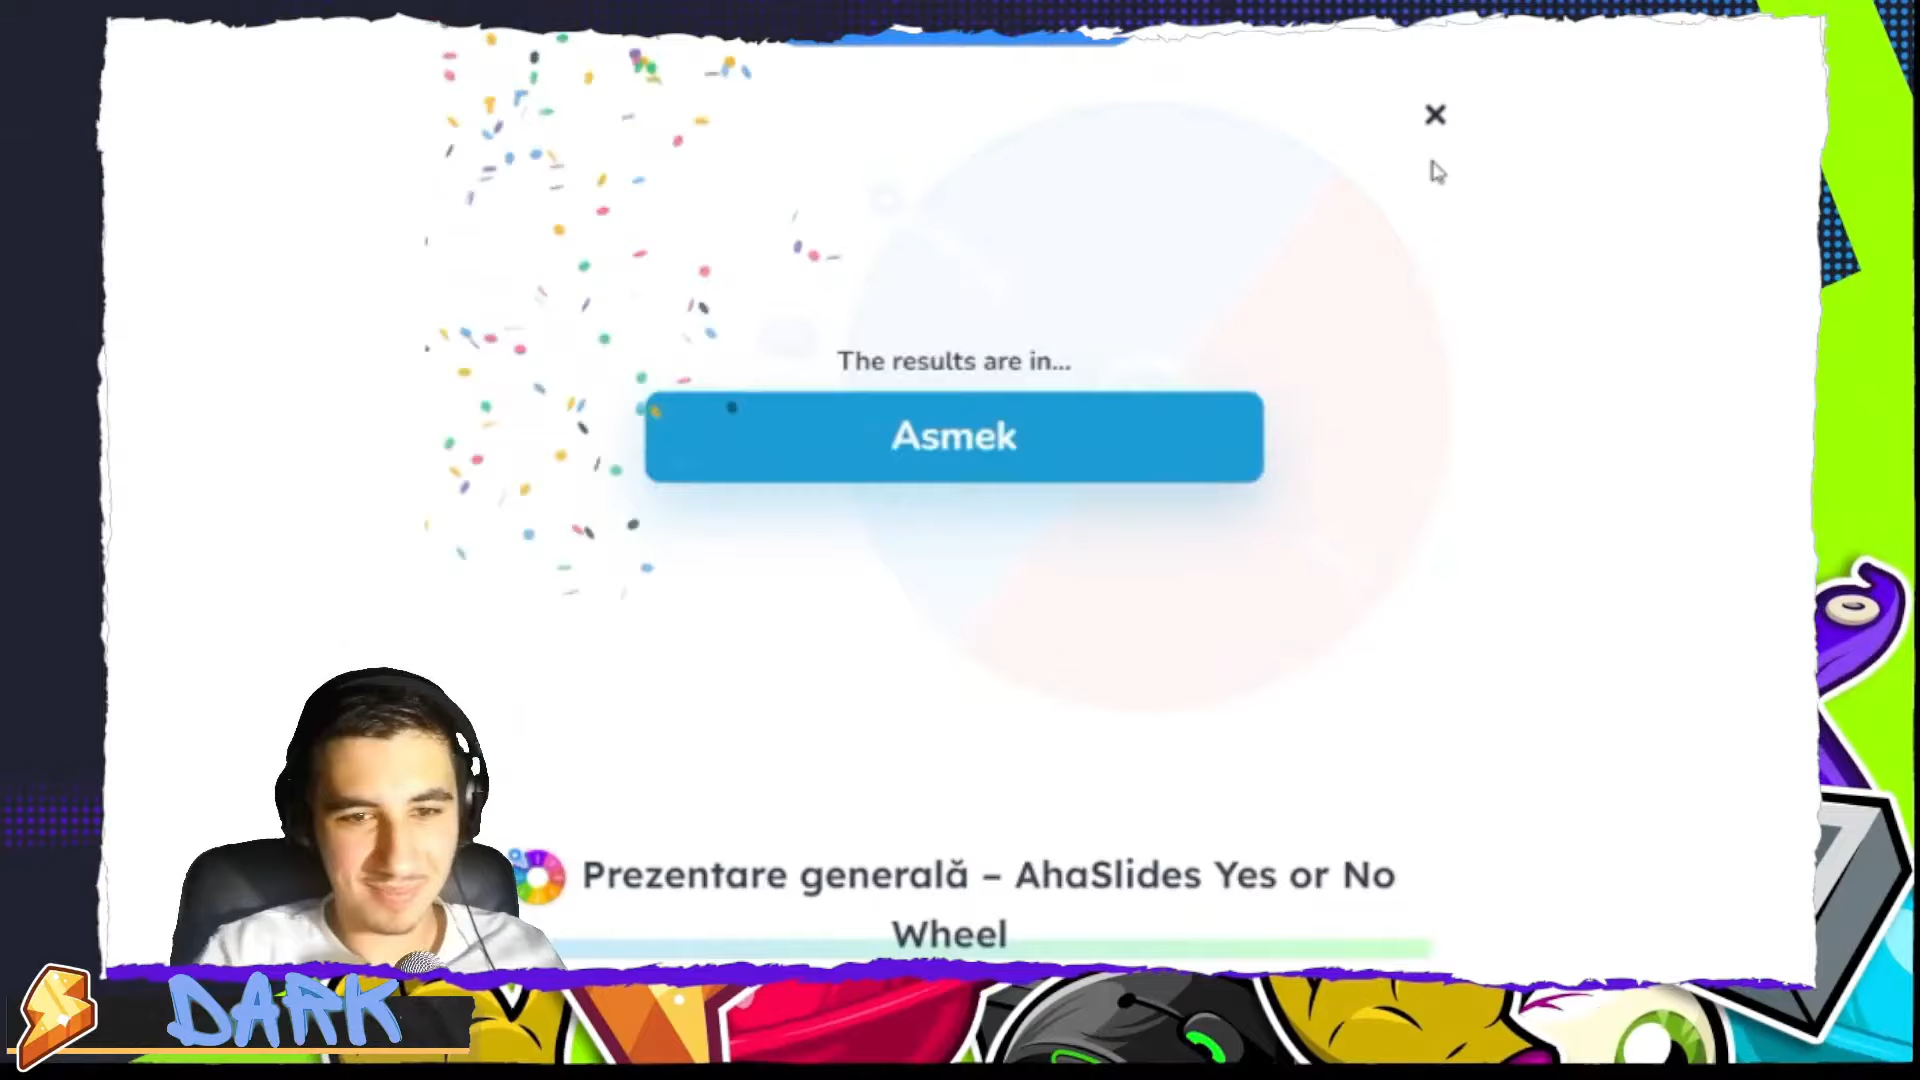 The results are in...
Asmek
Prezentare generală – AhaSlides Yes or No
Wheel
DARK